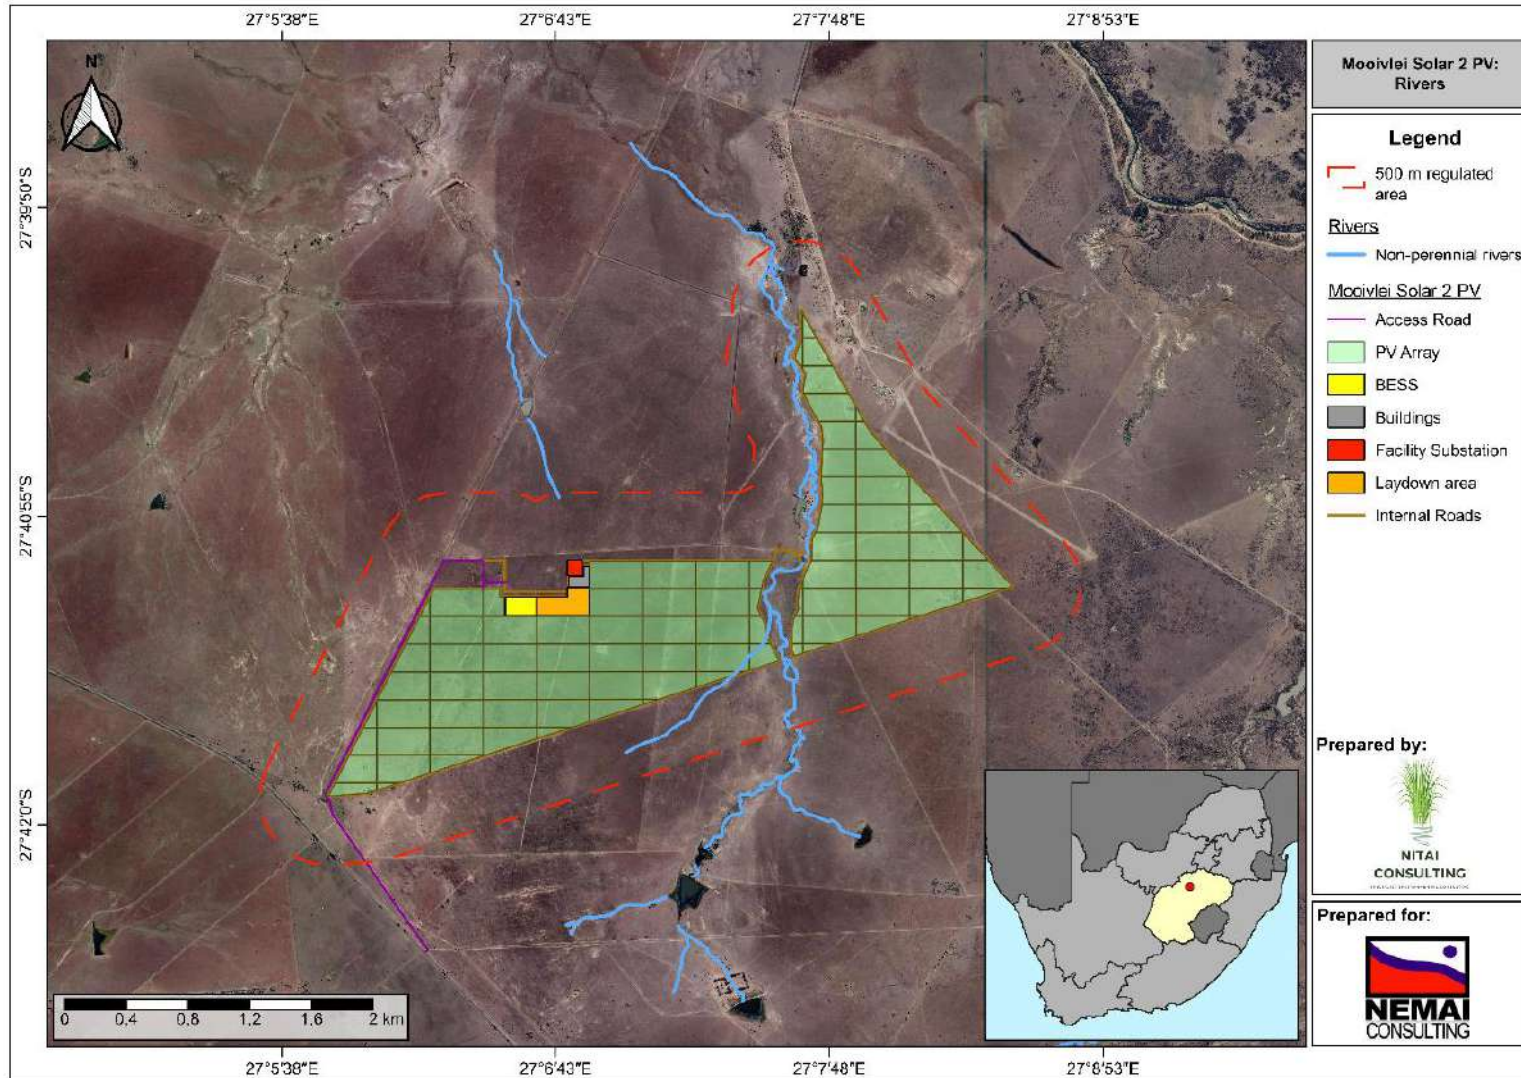 27°5'38"E 27°6'43"E 27°7'48"E 27°8'53"E
Mooivlei Solar 2 PV:
Rivers
N
Legend
500 m regulated
area
Rivers
Non-perennial rivers
Mooivlei Solar 2 PV
Access Road
PV Array
BESS
Buildings
Facility Substation
Laydown area
Internal Roads
27°39'50"S
27°40'55"S
27°42'0"S
Prepared by:
NITAI
CONSULTING
Prepared for:
NEMAI
CONSULTING
0 0,4 0,8 1,2 1,6 2 km
27°5'38"E 27°6'43"E 27°7'48"E 27°8'53"E